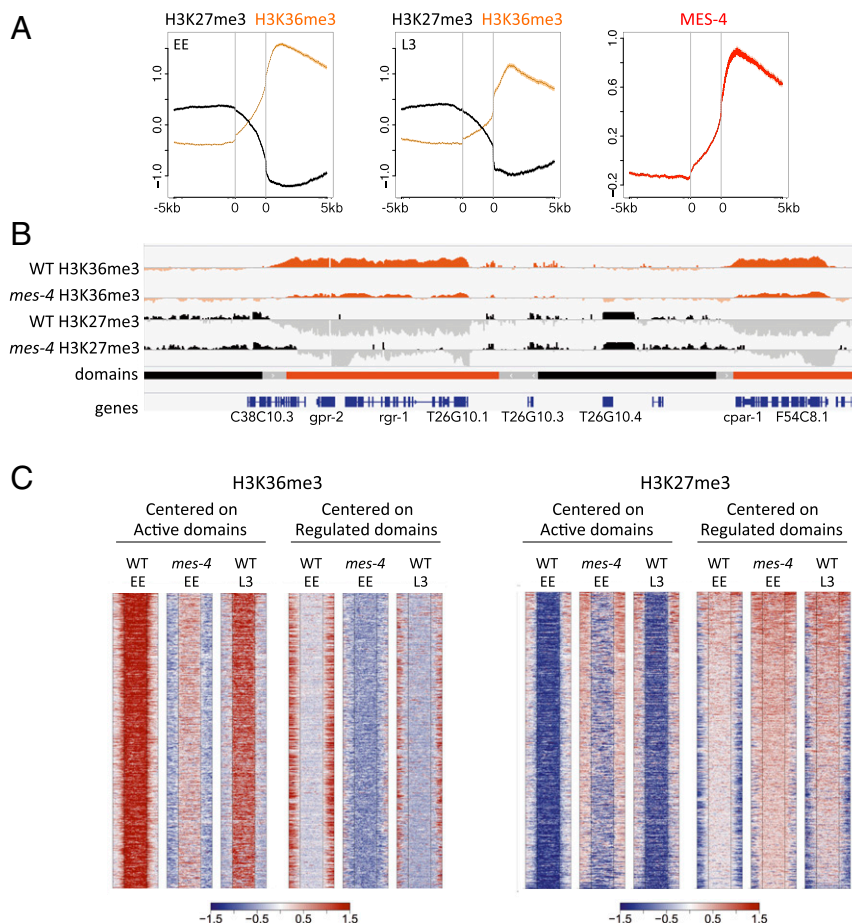 A
H3K27me3 H3K36me3
H3K27me3 H3K36me3
MES-4
EE
L3
1.0
0.0
−1.0
-5kb 0 0 5kb
1.0
0.0
−1.0
-5kb 0 0 5kb
1.0
0.6
0.2
−0.2
-5kb 0 0 5kb
B
WT H3K36me3
mes-4 H3K36me3
WT H3K27me3
mes-4 H3K27me3
domains
genes
C38C10.3 gpr-2 rgr-1 T26G10.1 T26G10.3 T26G10.4 cpar-1 F54C8.1
C
H3K36me3
H3K27me3
Centered on
Active domains
Centered on
Regulated domains
Centered on
Active domains
Centered on
Regulated domains
WT mes-4 WT WT mes-4 WT WT mes-4 WT WT mes-4 WT
EE EE L3 EE EE L3 EE EE L3 EE EE L3
−1.5 −0.5 0.5 1.5
−1.5 −0.5 0.5 1.5